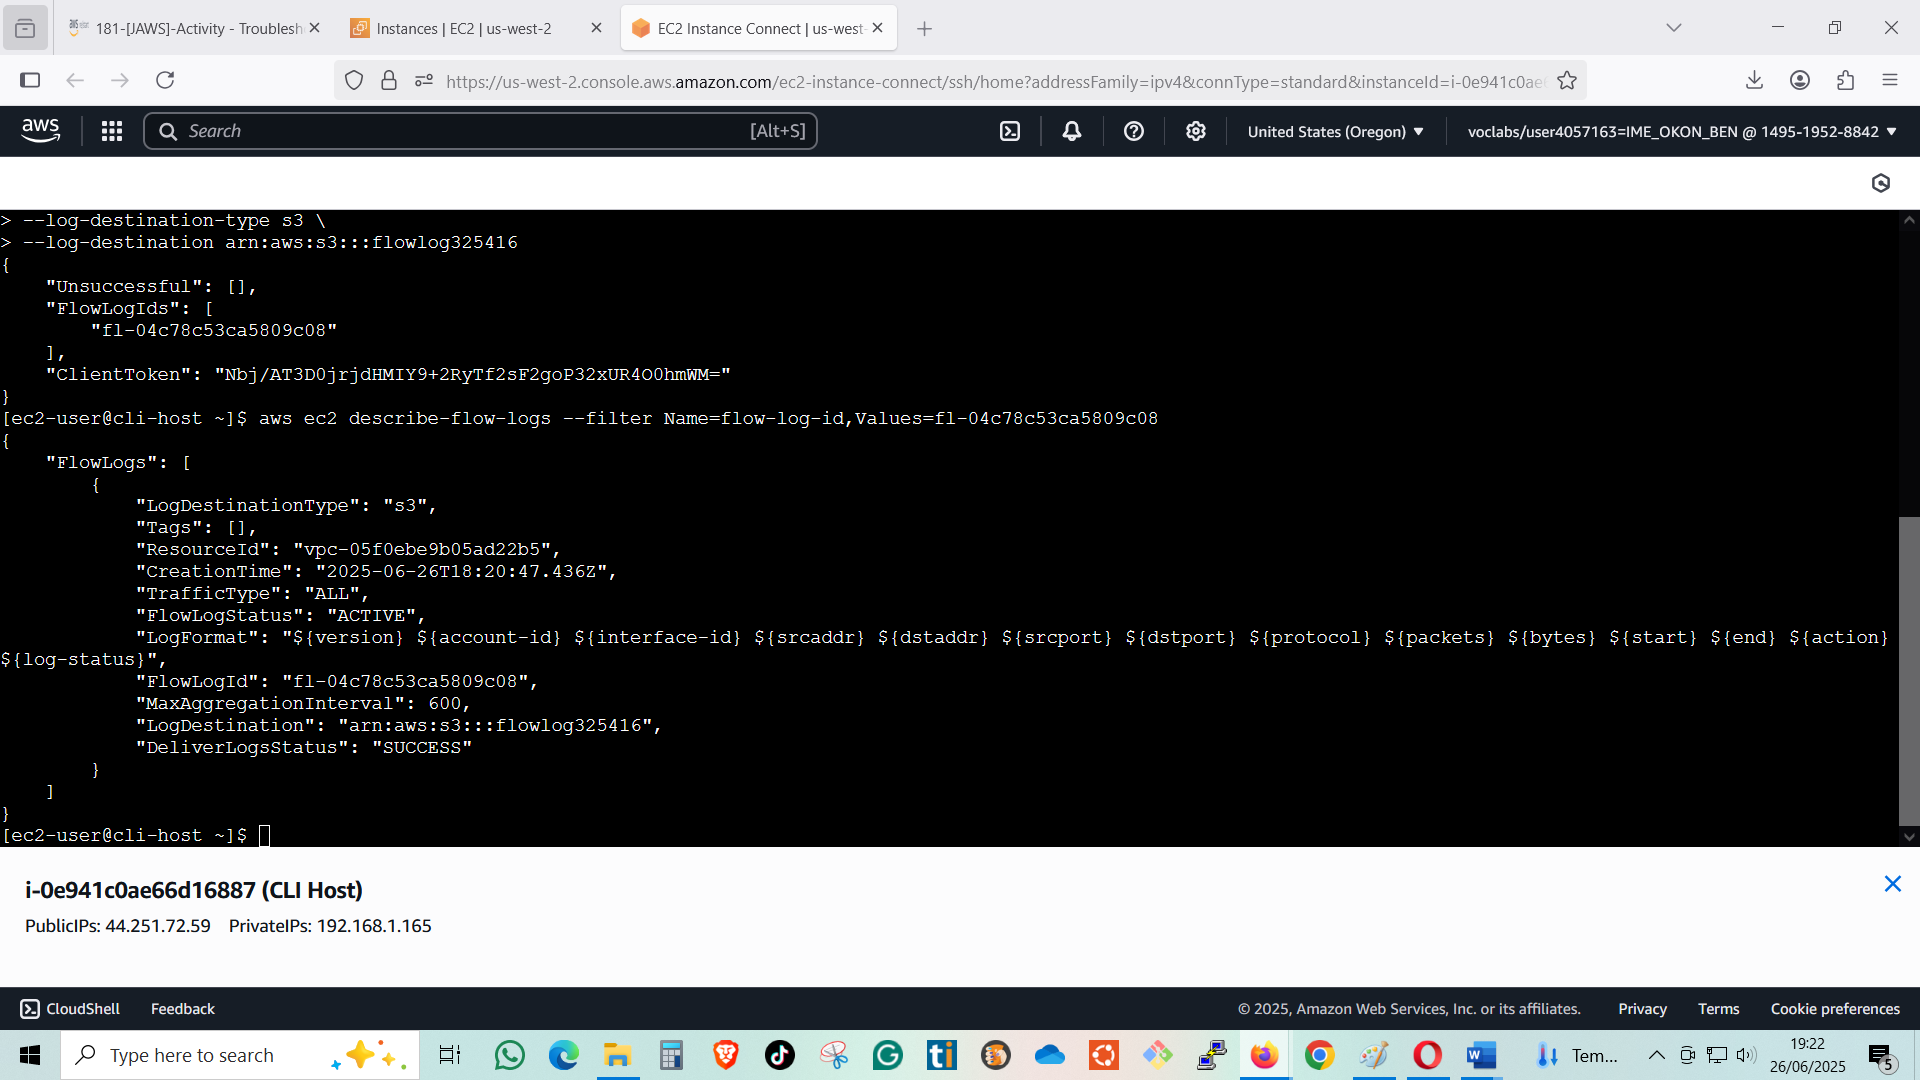 181-[JAWS]-Activity - Troublesh
Instances | EC2 | us-west-2
EC2 Instance Connect | us-west-
https://us-west-2.console.aws.amazon.com/ec2-instance-connect/ssh/home?addressFamily=ipv4&connType=standard&instanceId=i-0e941c0ae6
aws
Search
[Alt+S]
United States (Oregon)
voclabs/user4057163=IME_OKON_BEN @ 1495-1952-8842
> --log-destination-type s3 \
> --log-destination arn:aws:s3:::flowlog325416
{
"Unsuccessful": [],
"FlowLogIds": [
"fl-04c78c53ca5809c08"
],
"ClientToken": "Nbj/AT3D0jrjdHMIY9+2RyTf2sF2goP32xUR4O0hmWM="
}
[ec2-user@cli-host ~]$ aws ec2 describe-flow-logs --filter Name=flow-log-id,Values=fl-04c78c53ca5809c08
{
"FlowLogs": [
{
"LogDestinationType": "s3",
"Tags": [],
"ResourceId": "vpc-05f0ebe9b05ad22b5",
"CreationTime": "2025-06-26T18:20:47.436Z",
"TrafficType": "ALL",
"FlowLogStatus": "ACTIVE",
"LogFormat": "${version} ${account-id} ${interface-id} ${srcaddr} ${dstaddr} ${srcport} ${dstport} ${protocol} ${packets} ${bytes} ${start} ${end} ${action}
${log-status}",
"FlowLogId": "fl-04c78c53ca5809c08",
"MaxAggregationInterval": 600,
"LogDestination": "arn:aws:s3:::flowlog325416",
"DeliverLogsStatus": "SUCCESS"
}
]
}
[ec2-user@cli-host ~]$
i-0e941c0ae66d16887 (CLI Host)
PublicIPs: 44.251.72.59 PrivateIPs: 192.168.1.165
CloudShell
Feedback
© 2025, Amazon Web Services, Inc. or its affiliates.
Privacy
Terms
Cookie preferences
Type here to search
Tem...
19:22
26/06/2025
5